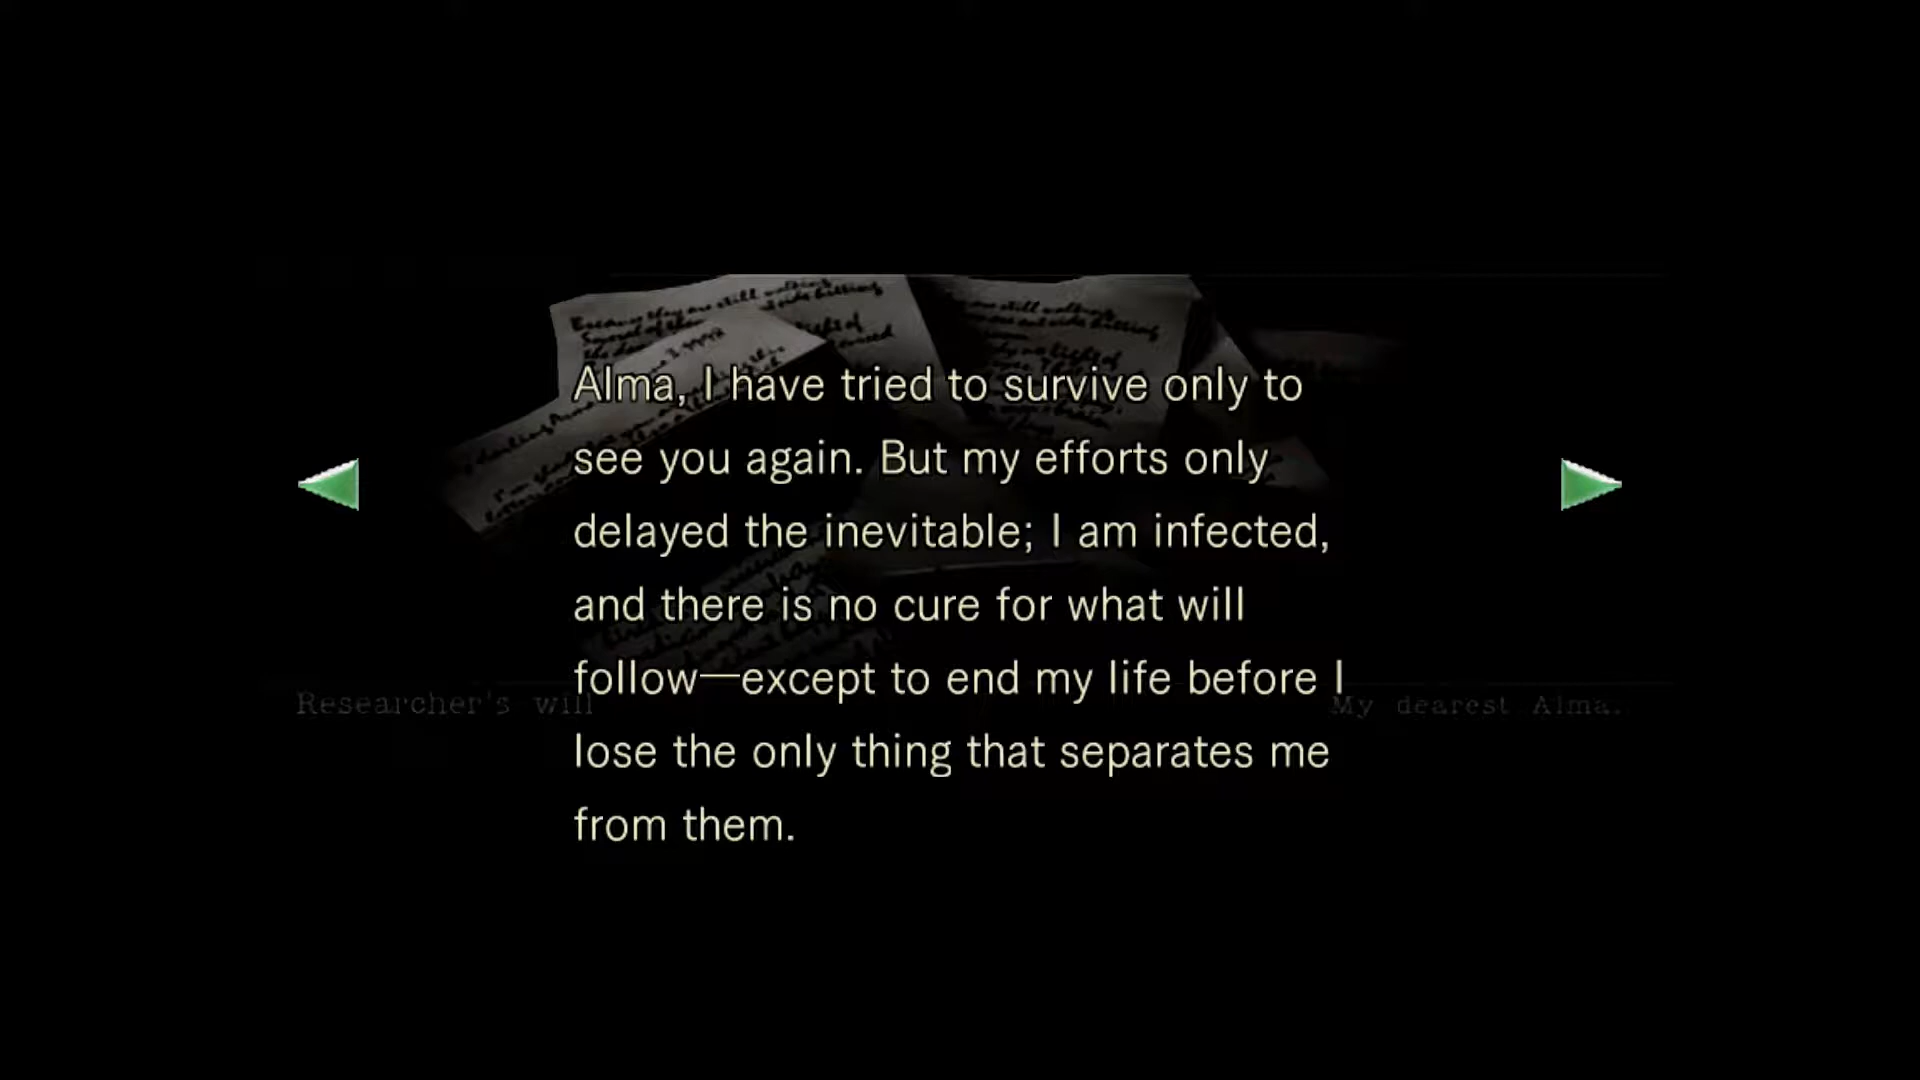 Alma, I have tried to survive only to
see you again. But my efforts only
delayed the inevitable; I am infected,
and there is no cure for what will
follow—except to end my life before I
lose the only thing that separates me
from them.
Researcher's will
My dearest Alma.